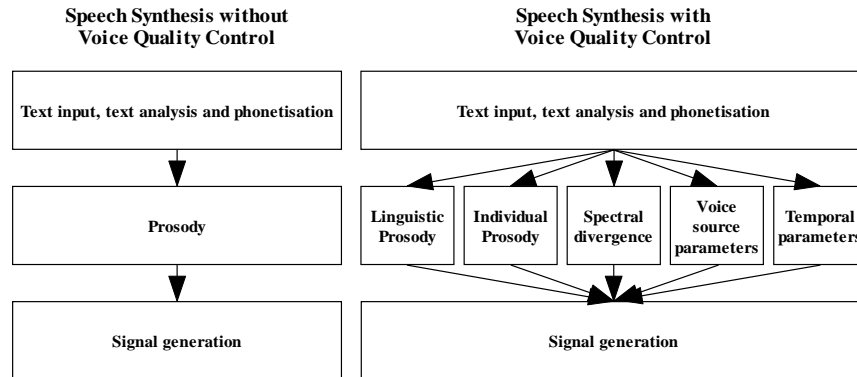 Speech Synthesis without
Voice Quality Control
Text input, text analysis and phonetisation
Prosody
Signal generation
Speech Synthesis with
Voice Quality Control
Text input, text analysis and phonetisation
Linguistic
Prosody
Individual
Prosody
Spectral
divergence
Voice
source
parameters
Temporal
parameters
Signal generation